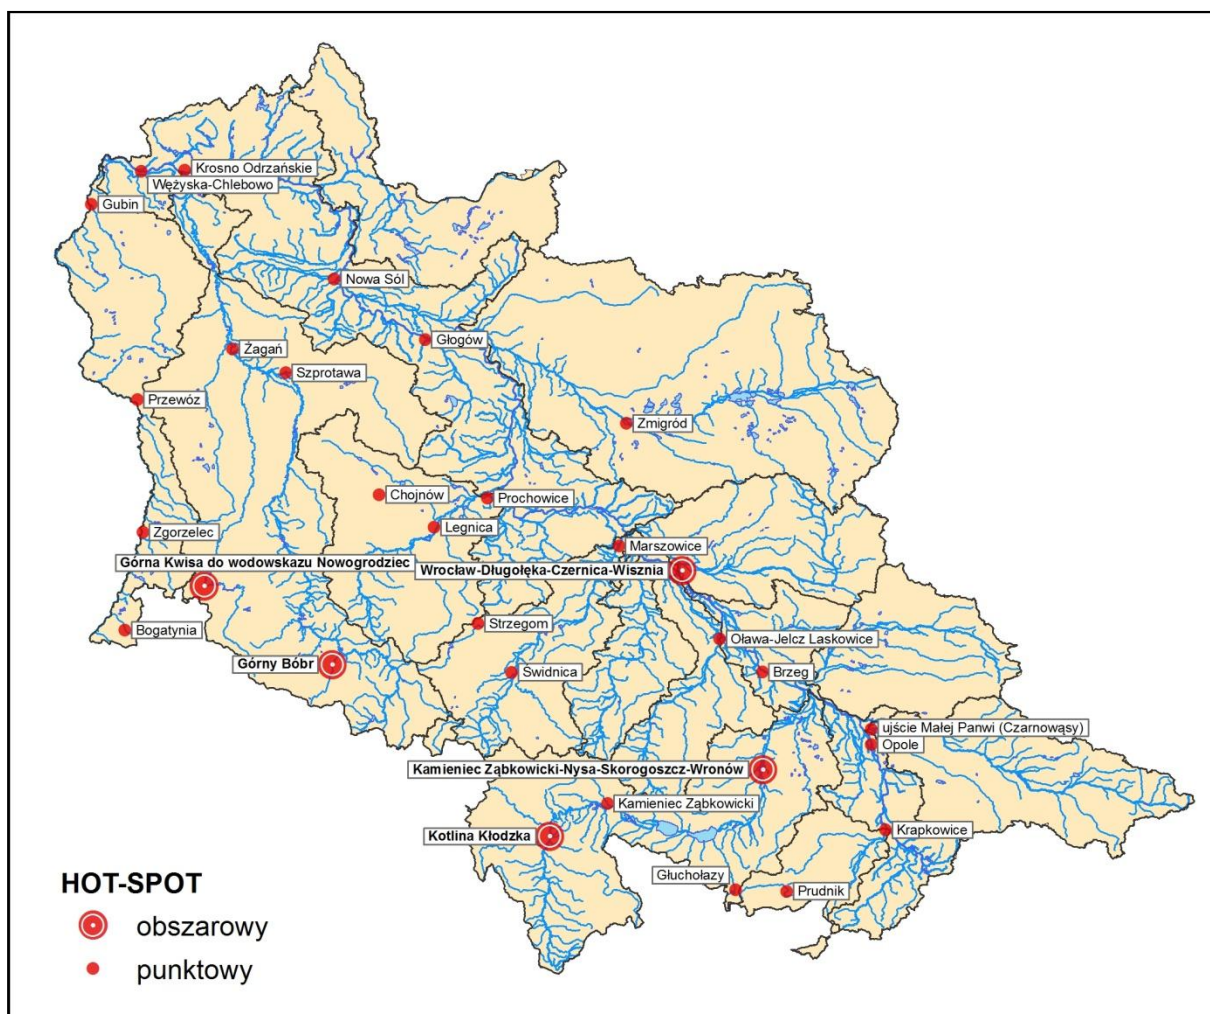 Krosno Odrzańskie
Wężyska-Chlebowo
Gubin
Nowa Sól
Głogów
Żagań
Szprotawa
Przewóz
Zmigród
Chojnów
Prochowice
Legnica
Zgorzelec
Marszowice
Górna Kwisa do wodowskazu Nowogrodziec
Wrocław-Długołęka-Czernica-Wisznia
Strzegom
Bogatynia
Oława-Jelcz Laskowice
Górny Bóbr
Świdnica
Brzeg
ujście Małej Panwi (Czarnowąsy)
Opole
Kamieniec Ząbkowicki-Nysa-Skorogoszcz-Wronów
Kamieniec Ząbkowicki
Krapkowice
Kotlina Kłodzka
Głuchołazy
Prudnik
HOT-SPOT
obszarowy
punktowy